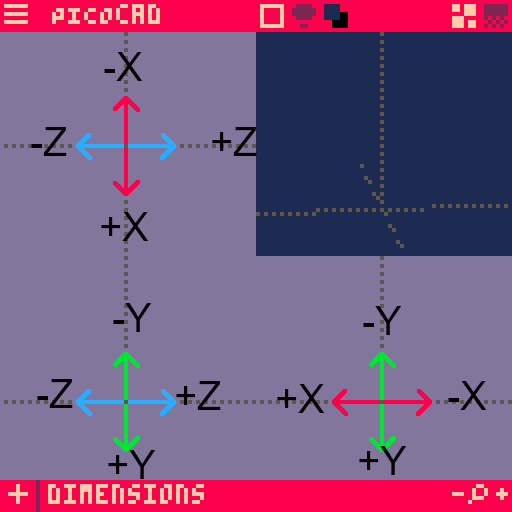 picoCAD
-X
-Z +Z
+X
-Y -Y
-Z +Z +X -X
+Y +Y
+ DIMENSIONS - +